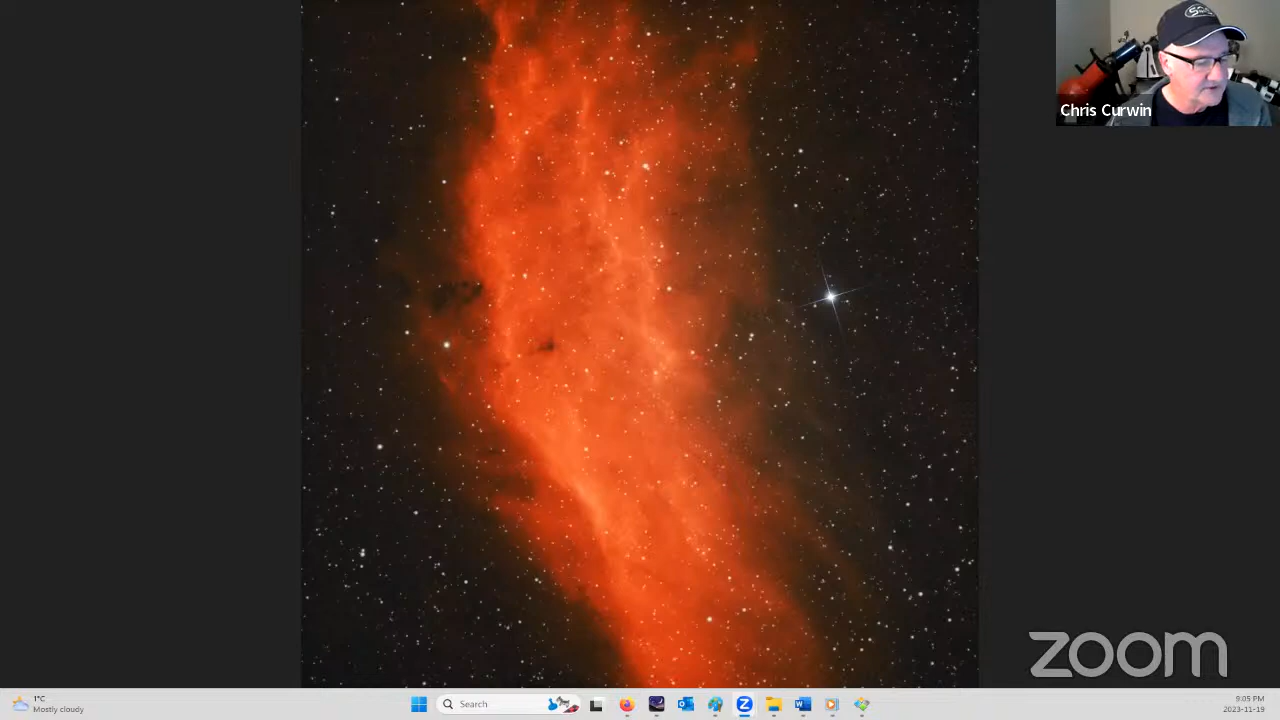 Chris Curwin
zoom
1°C
Mostly cloudy
Search
9:05 PM
2023-11-19